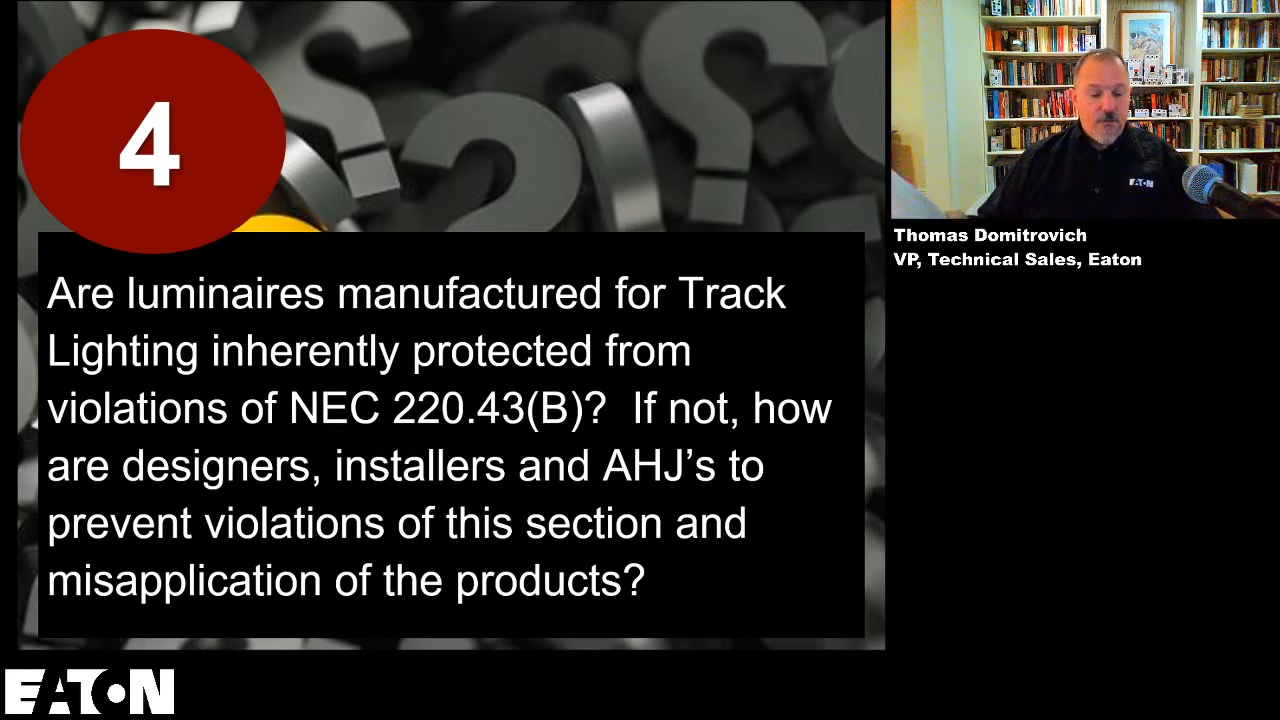 4
Are luminaires manufactured for Track
Lighting inherently protected from
violations of NEC 220.43(B)? If not, how
are designers, installers and AHJ’s to
prevent violations of this section and
misapplication of the products?
EATON
Thomas Domitrovich
VP, Technical Sales, Eaton
EATON